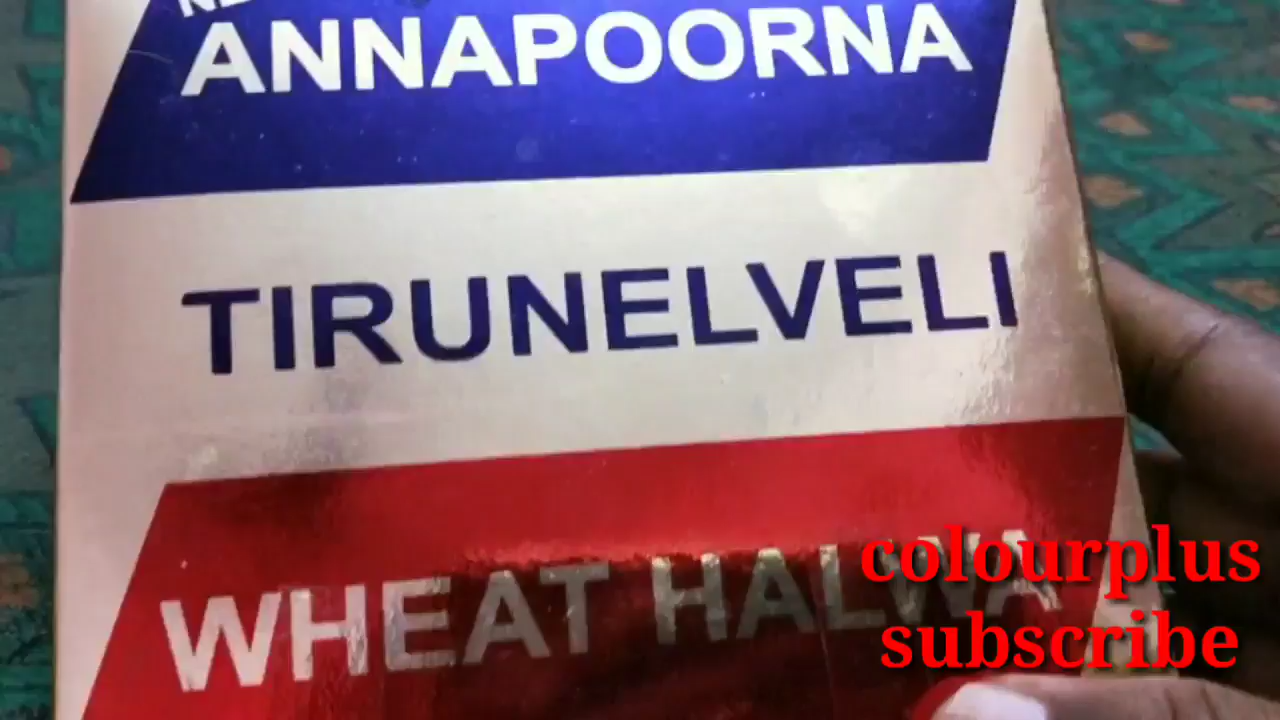 ANNAPOORNA
TIRUNELVELI
WHEAT HALWA
colourplus
subscribe